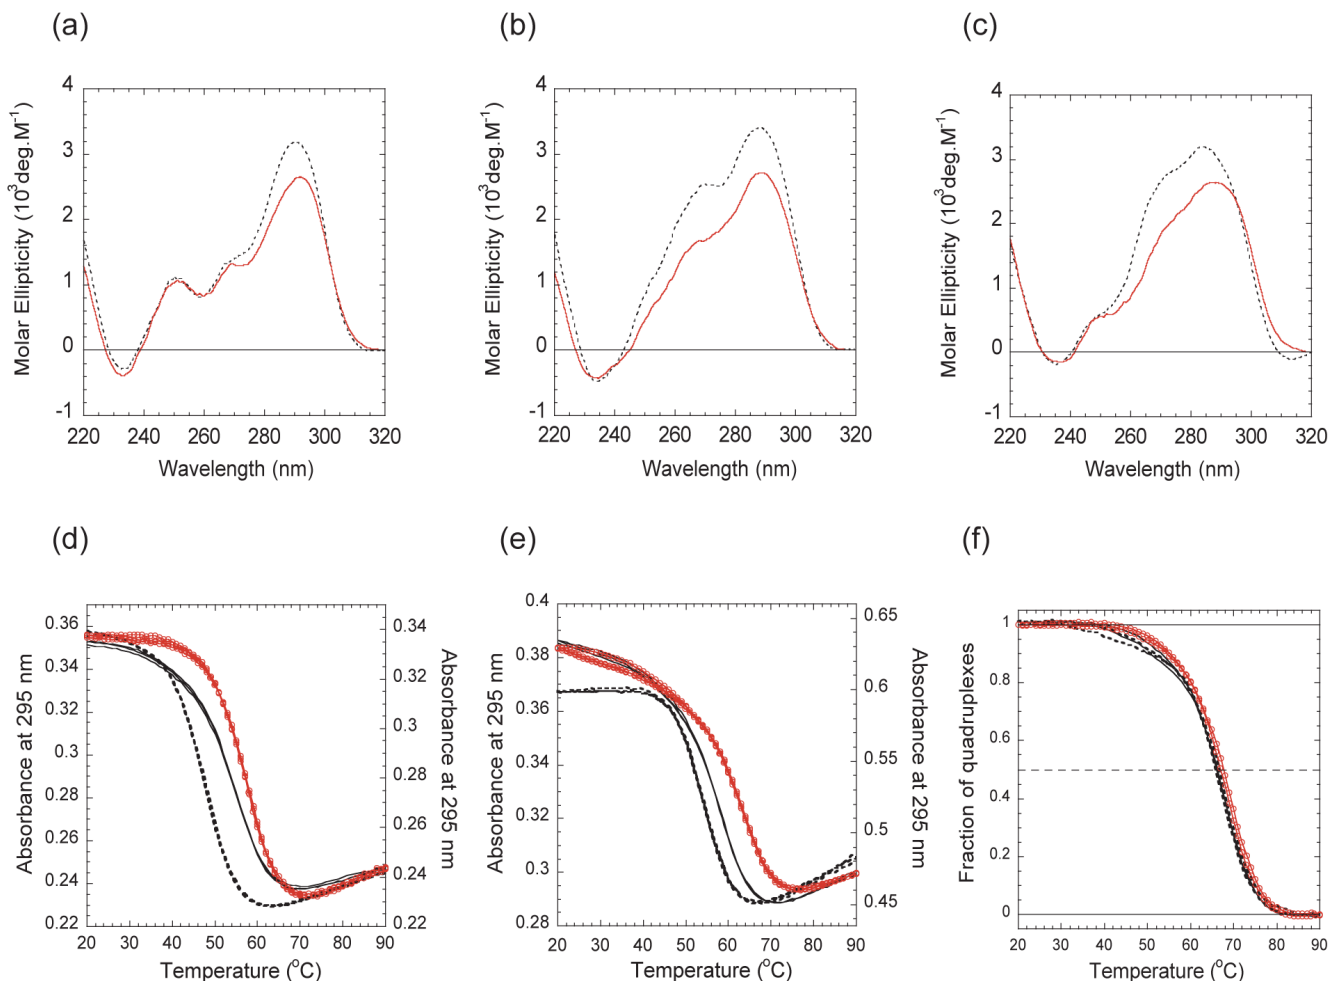 (a)
(b)
(c)
4
3
2
1
0
-1
Molar Ellipticity (10³deg.M⁻¹)
220 240 260 280 300 320
Wavelength (nm)
4
3
2
1
0
-1
Molar Ellipticity (10³deg.M⁻¹)
220 240 260 280 300 320
Wavelength (nm)
4
3
2
1
0
-1
Molar Ellipticity (10³deg.M⁻¹)
220 240 260 280 300 320
Wavelength (nm)
(d)
(e)
(f)
0.36
0.34
0.32
0.3
0.28
0.26
0.24
0.22
Absorbance at 295 nm
0.34
0.32
0.3
0.28
0.26
0.24
0.22
Absorbance at 295 nm
20 30 40 50 60 70 80 90
Temperature (°C)
0.4
0.38
0.36
0.34
0.32
0.3
0.28
Absorbance at 295 nm
0.65
0.6
0.55
0.5
0.45
Absorbance at 295 nm
20 30 40 50 60 70 80 90
Temperature (°C)
1
0.8
0.6
0.4
0.2
0
Fraction of quadruplexes
20 30 40 50 60 70 80 90
Temperature (°C)